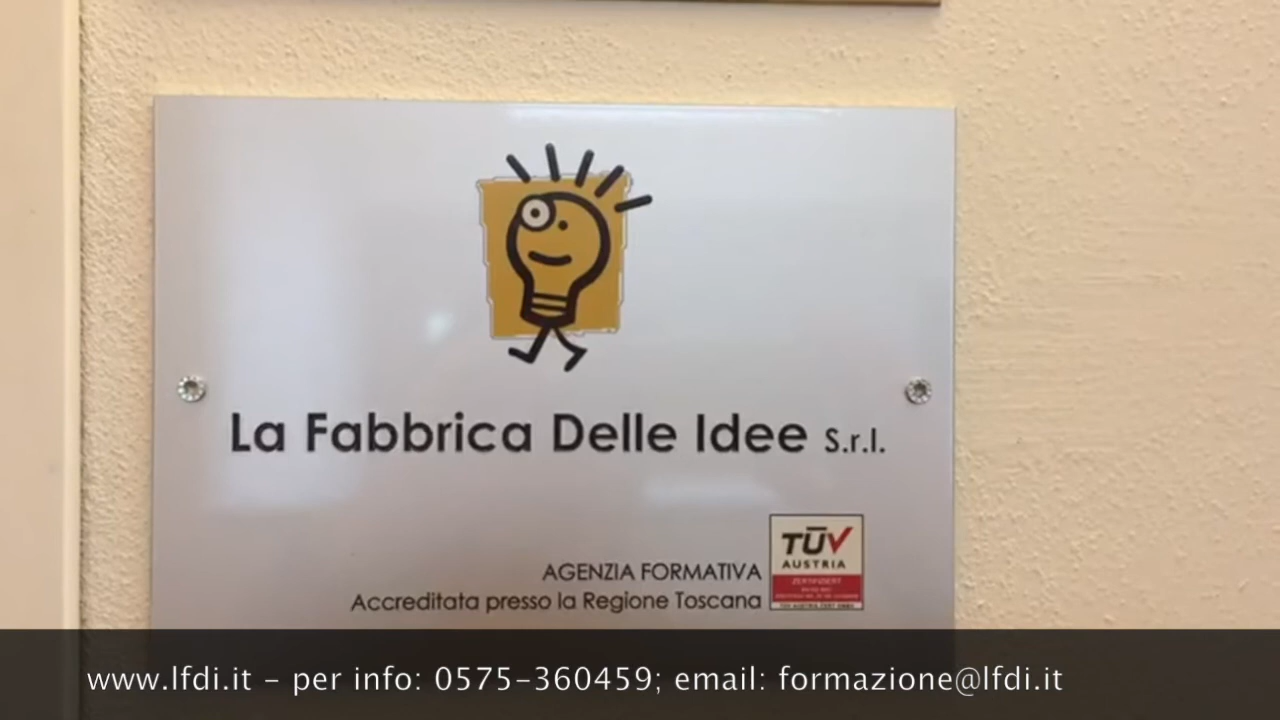 La Fabbrica Delle Idee S.r.l.
TÜV
AUSTRIA
ZERTIFIZIERT
AGENZIA FORMATIVA
Accreditata presso la Regione Toscana
www.lfdi.it – per info: 0575–360459; email: formazione@lfdi.it